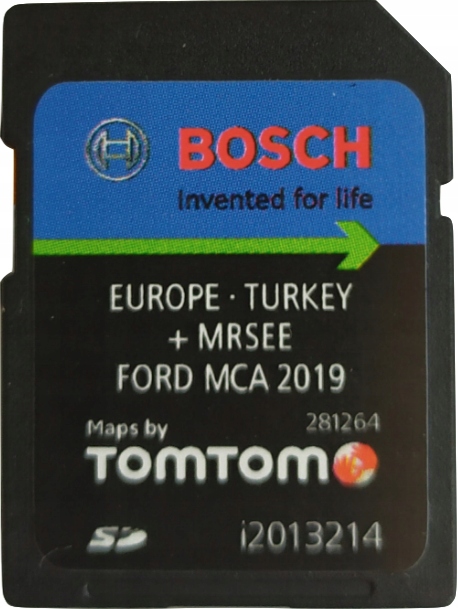 BOSCH
Invented for life
EUROPE · TURKEY
+ MRSEE
FORD MCA 2019
281264
Maps by
TOMTOM
SD
i2013214